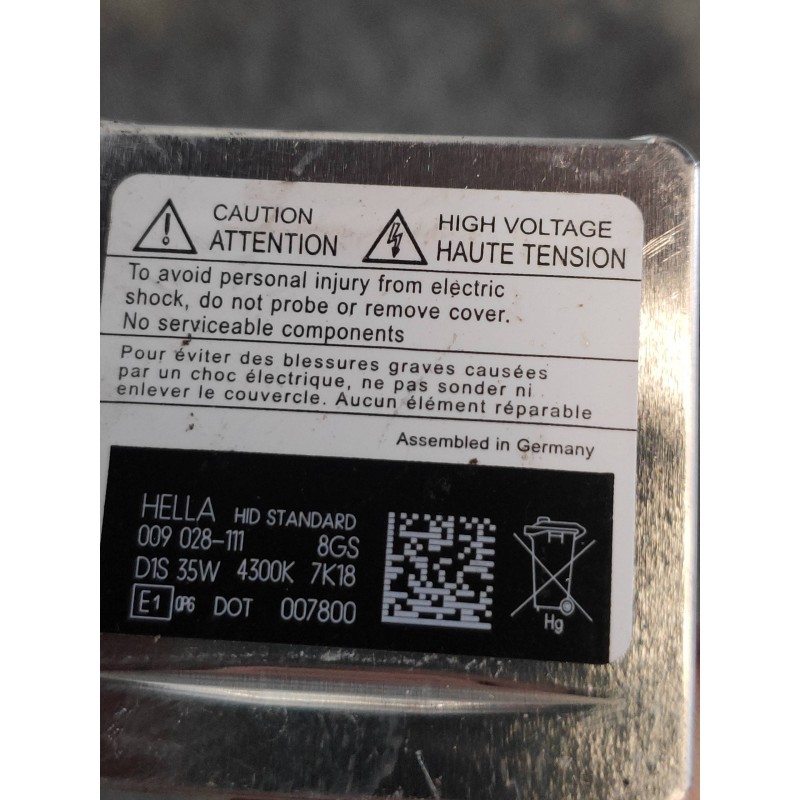 CAUTION
ATTENTION
HIGH VOLTAGE
HAUTE TENSION
To avoid personal injury from electric
shock, do not probe or remove cover.
No serviceable components
Pour éviter des blessures graves causées
par un choc électrique, ne pas sonder ni
enlever le couvercle. Aucun élément réparable
Assembled in Germany
HELLA HID STANDARD
009 028-111 8GS
D1S 35W 4300K 7K18
E1 0P6 DOT 007800
Hg